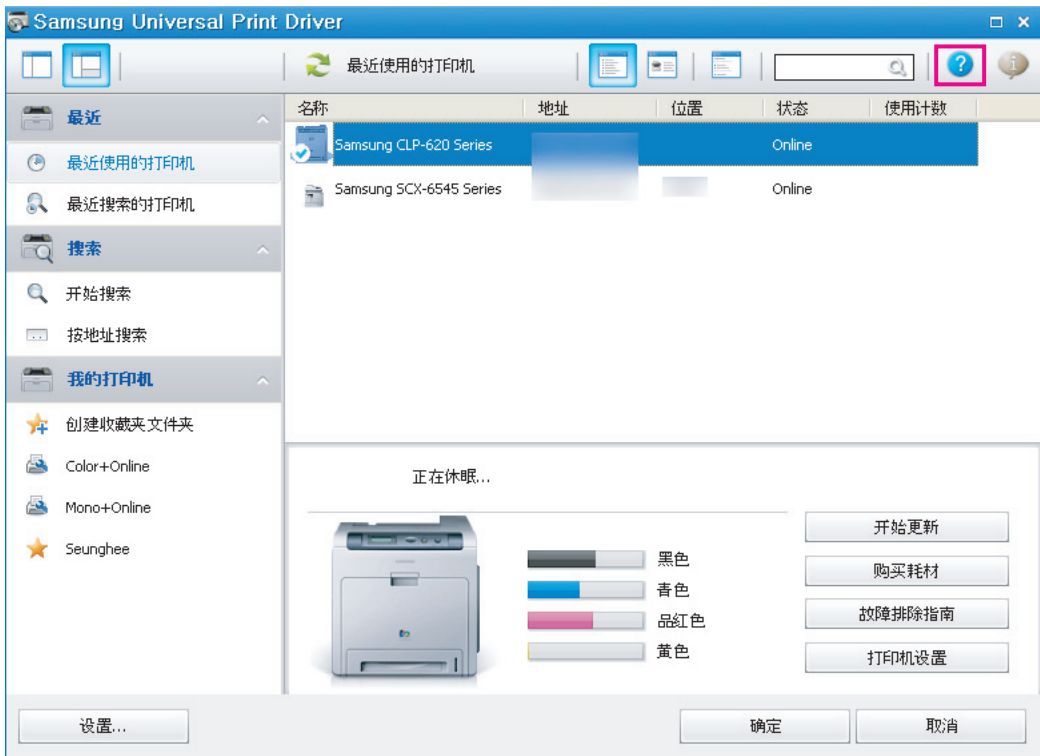 Samsung Universal Print Driver
最近使用的打印机
最近
最近使用的打印机
最近搜索的打印机
搜索
开始搜索
按地址搜索
我的打印机
创建收藏夹文件夹
Color+Online
Mono+Online
Seunghee
名称 地址 位置 状态 使用计数
Samsung CLP-620 Series Online
Samsung SCX-6545 Series Online
正在休眠...
黑色
青色
品红色
黄色
开始更新
购买耗材
故障排除指南
打印机设置
设置...
确定
取消